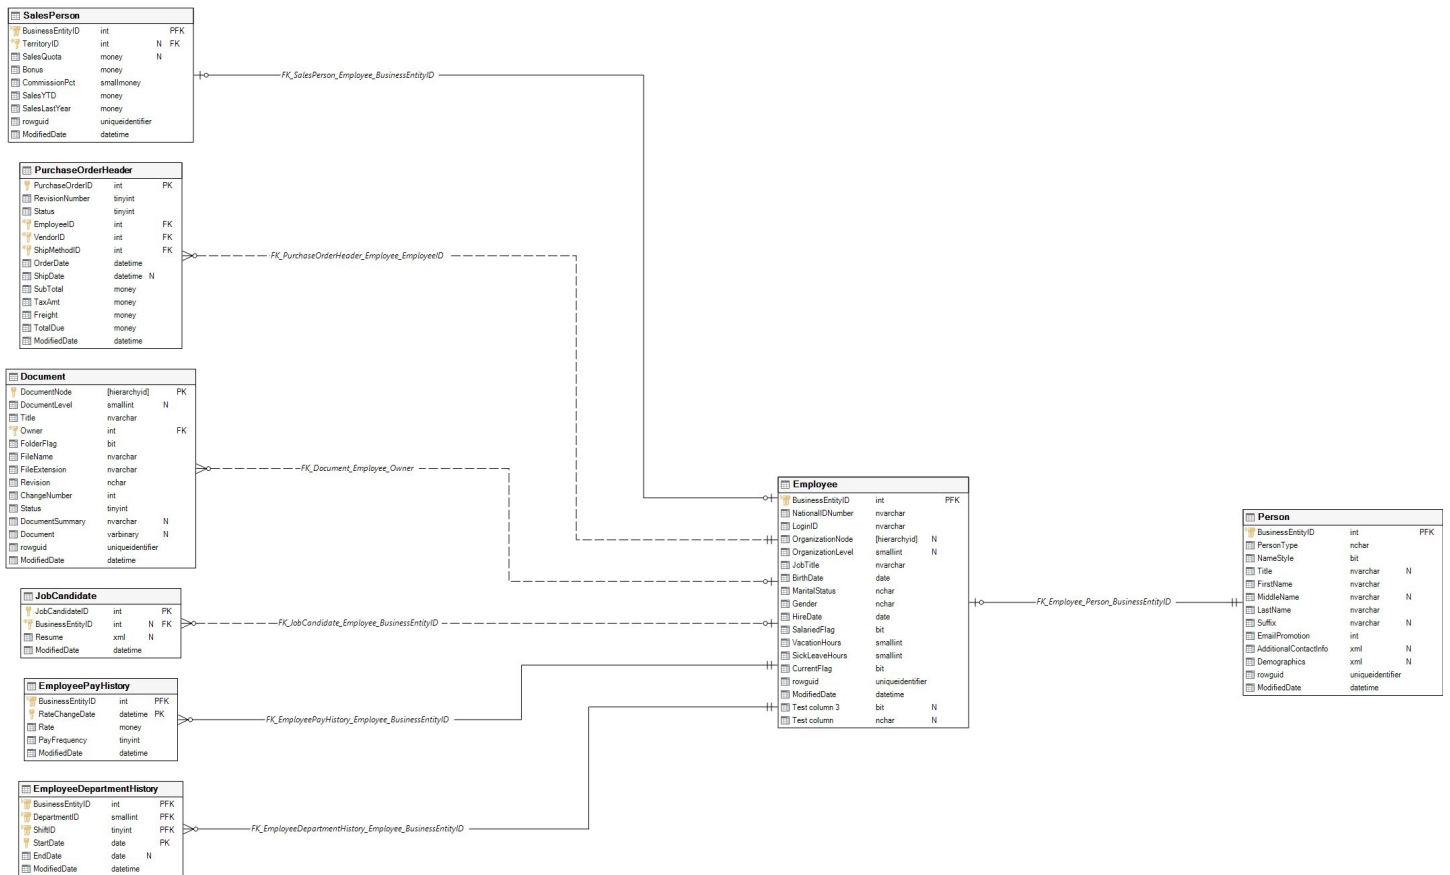 SalesPerson
BusinessEntityID int PFK
TerritoryID int N FK
SalesQuota money N
Bonus money
CommissionPct smallmoney
SalesYTD money
SalesLastYear money
rowguid uniqueidentifier
ModifiedDate datetime
FK_SalesPerson_Employee_BusinessEntityID
PurchaseOrderHeader
PurchaseOrderID int PK
RevisionNumber tinyint
Status tinyint
EmployeeID int FK
VendorID int FK
ShipMethodID int FK
OrderDate datetime
ShipDate datetime N
SubTotal money
TaxAmt money
Freight money
TotalDue money
ModifiedDate datetime
FK_PurchaseOrderHeader_Employee_EmployeeID
Document
DocumentNode [hierarchyid] PK
DocumentLevel smallint N
Title nvarchar
Owner int FK
FolderFlag bit
FileName nvarchar
FileExtension nvarchar
Revision nchar
ChangeNumber int
Status tinyint
DocumentSummary nvarchar N
Document varbinary N
rowguid uniqueidentifier
ModifiedDate datetime
FK_Document_Employee_Owner
JobCandidate
JobCandidateID int PK
BusinessEntityID int N FK
Resume xml N
ModifiedDate datetime
FK_JobCandidate_Employee_BusinessEntityID
EmployeePayHistory
BusinessEntityID int PFK
RateChangeDate datetime PK
Rate money
PayFrequency tinyint
ModifiedDate datetime
FK_EmployeePayHistory_Employee_BusinessEntityID
EmployeeDepartmentHistory
BusinessEntityID int PFK
DepartmentID smallint PFK
ShiftID tinyint PFK
StartDate date PK
EndDate date N
ModifiedDate datetime
FK_EmployeeDepartmentHistory_Employee_BusinessEntityID
Employee
BusinessEntityID int PFK
NationalIDNumber nvarchar
LoginID nvarchar
OrganizationNode [hierarchyid] N
OrganizationLevel smallint N
JobTitle nvarchar
BirthDate date
MaritalStatus nchar
Gender nchar
HireDate date
SalariedFlag bit
VacationHours smallint
SickLeaveHours smallint
CurrentFlag bit
rowguid uniqueidentifier
ModifiedDate datetime
Test column 3 bit N
Test column nchar N
FK_Employee_Person_BusinessEntityID
Person
BusinessEntityID int PFK
PersonType nchar
NameStyle bit
Title nvarchar N
FirstName nvarchar
MiddleName nvarchar N
LastName nvarchar
Suffix nvarchar N
EmailPromotion int
AdditionalContactInfo xml N
Demographics xml N
rowguid uniqueidentifier
ModifiedDate datetime